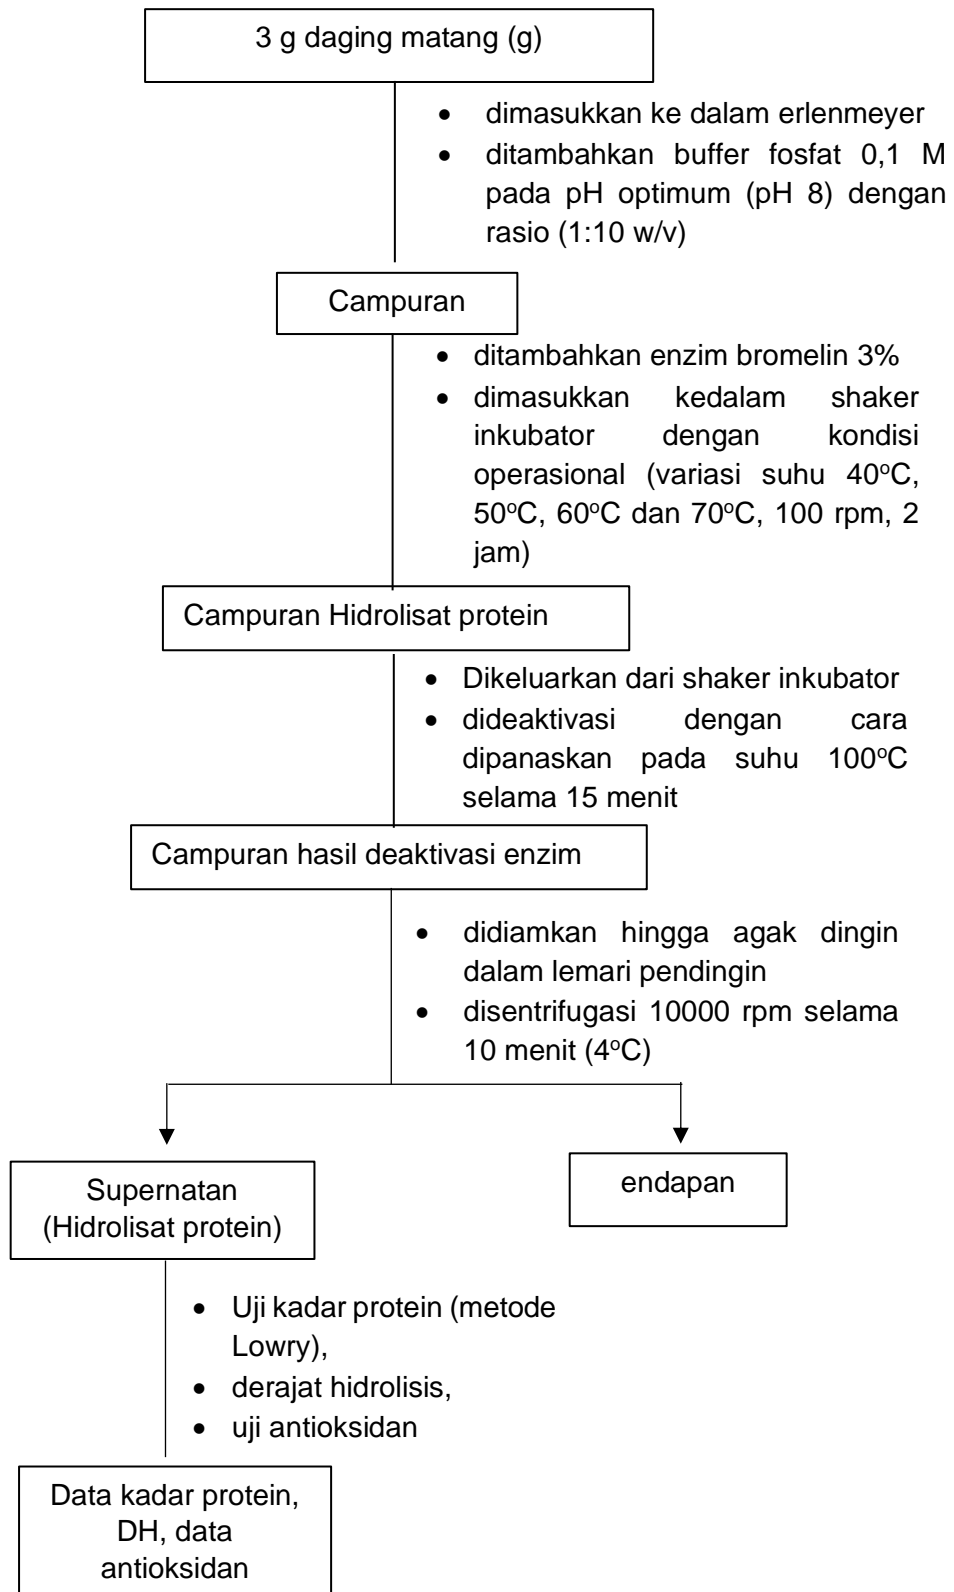 3 g daging matang (g)
• dimasukkan ke dalam erlenmeyer
• ditambahkan buffer fosfat 0,1 M
pada pH optimum (pH 8) dengan
rasio (1:10 w/v)
Campuran
• ditambahkan enzim bromelin 3%
• dimasukkan kedalam shaker
inkubator dengan kondisi
operasional (variasi suhu 40°C,
50°C, 60°C dan 70°C, 100 rpm, 2
jam)
Campuran Hidrolisat protein
• Dikeluarkan dari shaker inkubator
• dideaktivasi dengan cara
dipanaskan pada suhu 100°C
selama 15 menit
Campuran hasil deaktivasi enzim
• didiamkan hingga agak dingin
dalam lemari pendingin
• disentrifugasi 10000 rpm selama
10 menit (4°C)
Supernatan
(Hidrolisat protein)
endapan
• Uji kadar protein (metode
Lowry),
• derajat hidrolisis,
• uji antioksidan
Data kadar protein,
DH, data
antioksidan